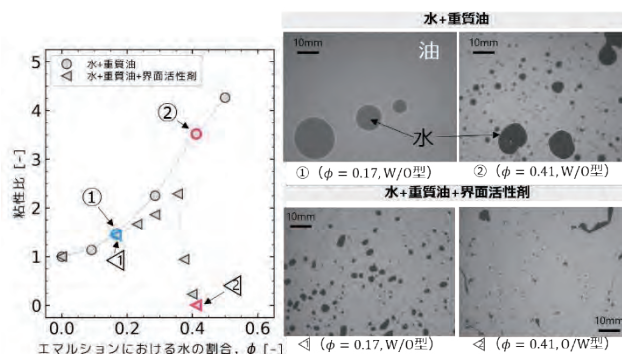 水+重質油
水+重質油+界面活性剤
粘性比 [-]
5
4
3
2
1
0
②
①
◁1
◁2
0.0 0.2 0.4 0.6
エマルションにおける水の割合, ϕ [-]
水+重質油
10mm
油
水
10mm
① (ϕ = 0.17, W/O型)
② (ϕ = 0.41, W/O型)
水+重質油+界面活性剤
10mm
10mm
◁1 (ϕ = 0.17, W/O型)
◁2 (ϕ = 0.41, O/W型)